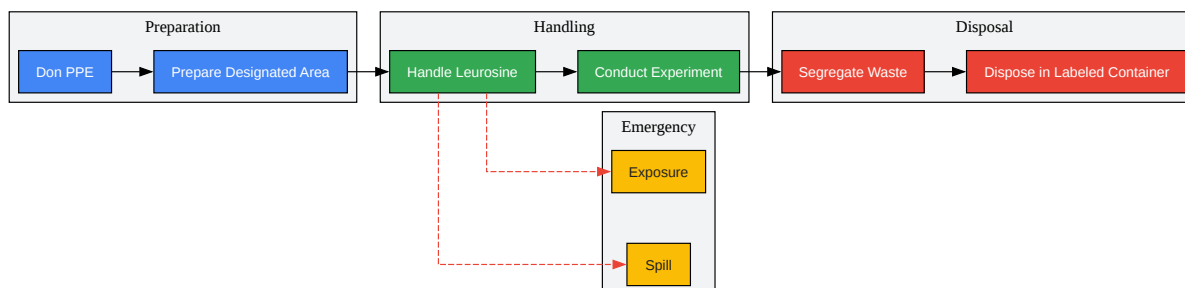 Preparation
Handling
Disposal
Don PPE
Prepare Designated Area
Handle Leurosine
Conduct Experiment
Segregate Waste
Dispose in Labeled Container
Emergency
Exposure
Spill